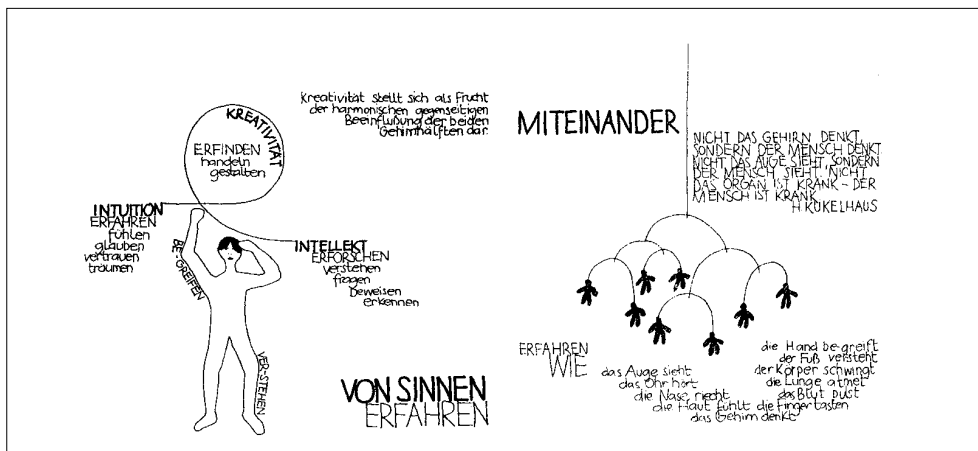 KREATIVITÄT
ERFINDEN
handeln
gestalten
INTUITION
ERFAHREN
fühlen
glauben
vertrauen
träumen
BE-GREIFEN
INTELLEKT
ERFORSCHEN
verstehen
fragen
beweisen
erkennen
VER-STEHEN
Kreativität stellt sich als Frucht
der harmonischen gegenseitigen
Beeinflußung der beiden
Gehirnhälften dar.
VON SINNEN
ERFAHREN
MITEINANDER
NICHT DAS GEHIRN DENKT,
SONDERN DER MENSCH DENKT
NICHT DAS AUGE SIEHT, SONDERN
DER MENSCH SIEHT. NICHT
DAS ORGAN IST KRANK – DER
MENSCH IST KRANK
H. KÜKELHAUS
ERFAHREN
WIE
das Auge sieht
das Ohr hört
die Nase riecht
die Haut fühlt die Finger tasten
das Gehirn denkt
die Hand be-greift
der Fuß versteht
der Körper schwingt
die Lunge atmet
das Blut pulst